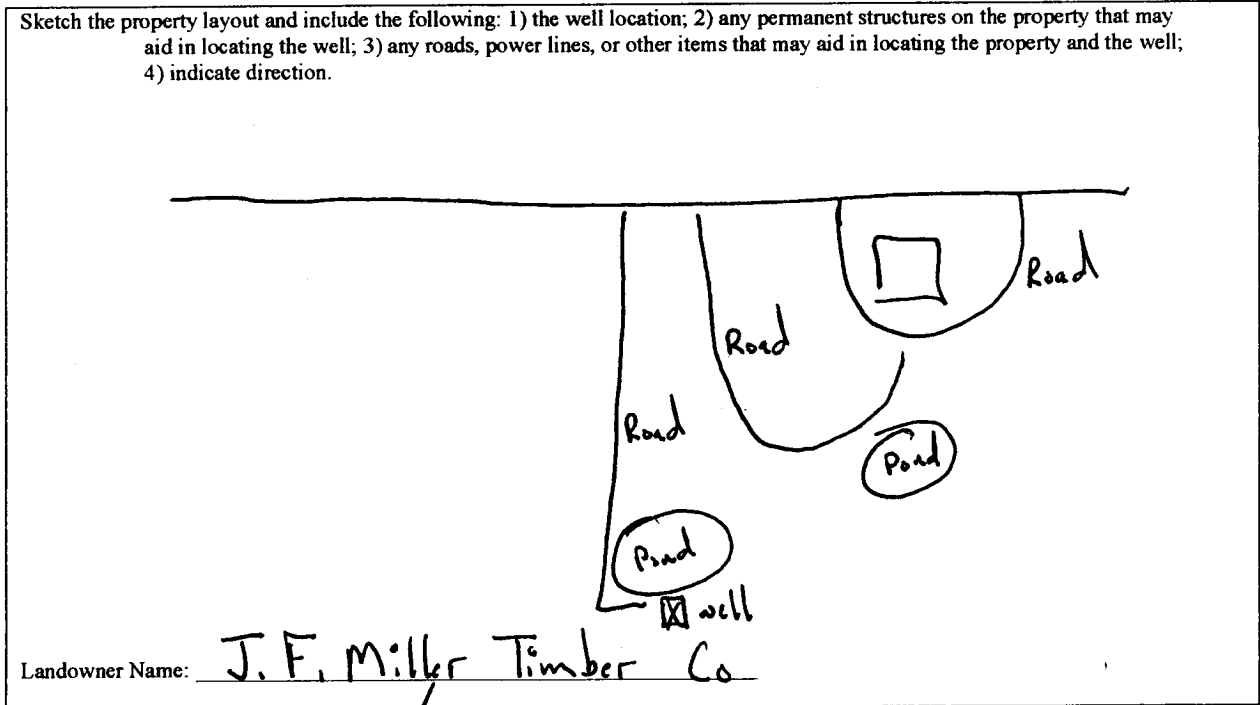 Sketch the property layout and include the following: 1) the well location; 2) any permanent structures on the property that may
aid in locating the well; 3) any roads, power lines, or other items that may aid in locating the property and the well;
4) indicate direction.
Road
Road
Road
Pond
Pond
well
Landowner Name: J. F. Miller Timber Co